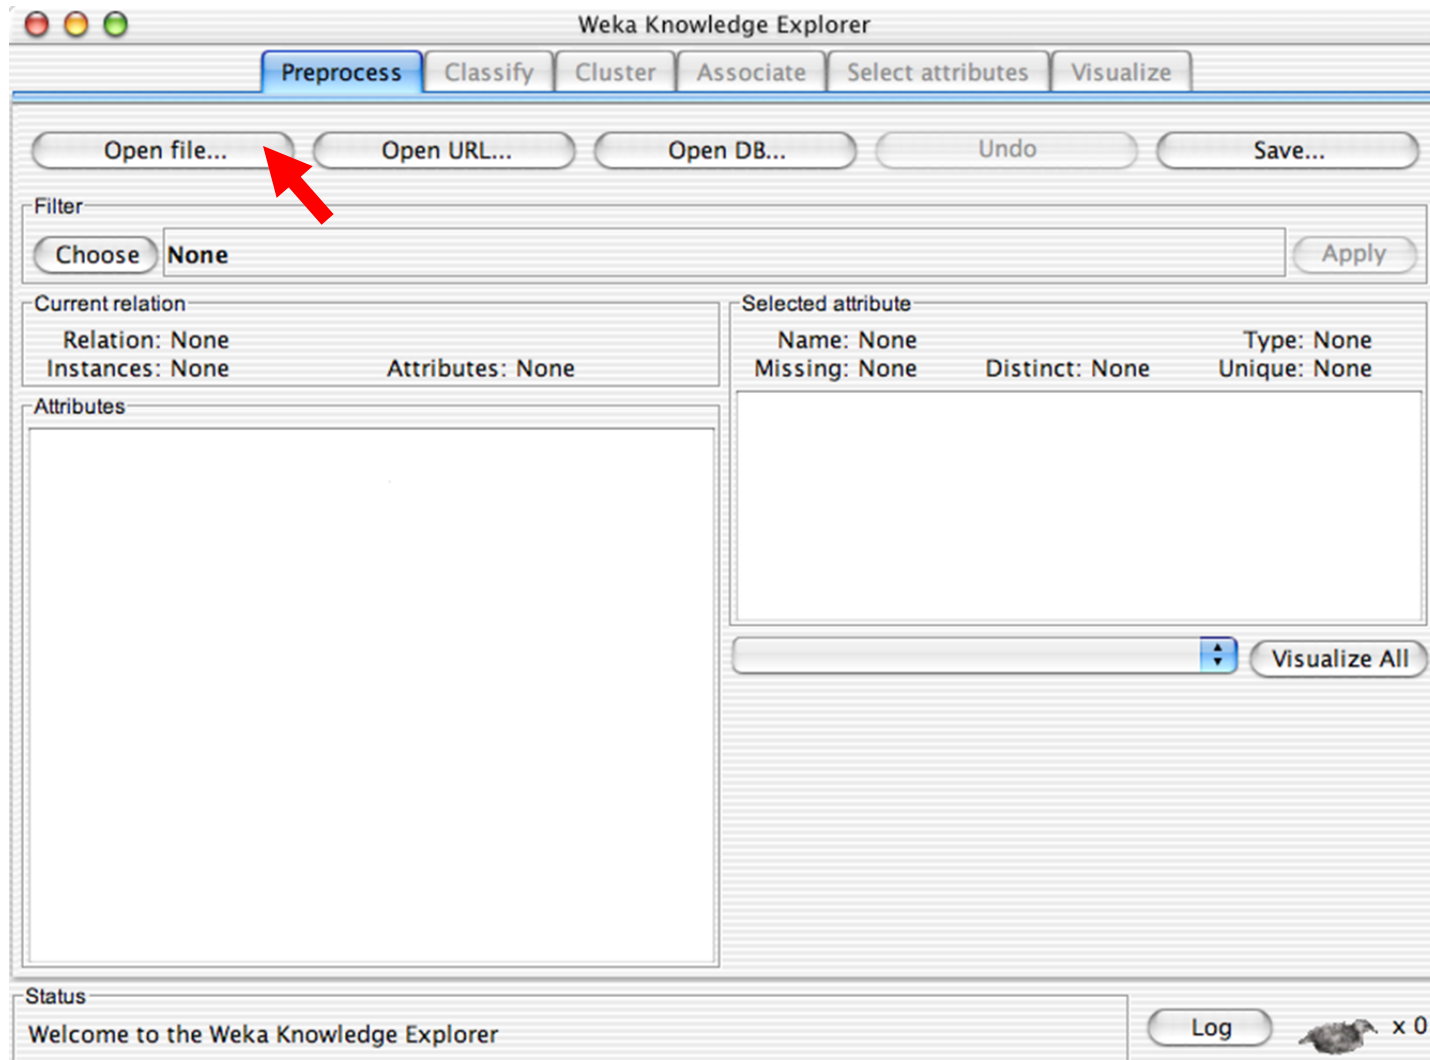 Weka Knowledge Explorer
Preprocess Classify Cluster Associate Select attributes Visualize
Open file... Open URL... Open DB... Undo Save...
Filter
Choose None Apply
Current relation
Relation: None
Instances: None Attributes: None
Selected attribute
Name: None Type: None
Missing: None Distinct: None Unique: None
Attributes
Visualize All
Status
Welcome to the Weka Knowledge Explorer
Log x 0